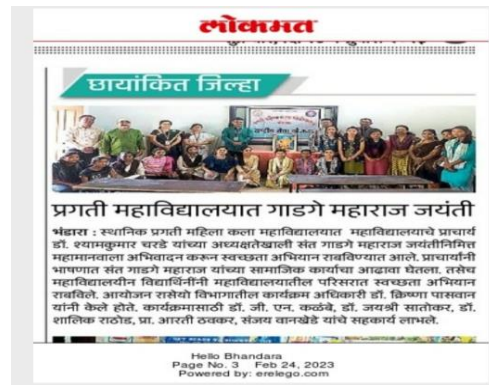 लोकमत
छायांकित जिल्हा
प्रगती महाविद्यालयात गाडगे महाराज जयंती
भंडारा : स्थानिक प्रगती महिला कला महाविद्यालयात महाविद्यालयाचे प्राचार्य
डॉ. श्यामकुमार चरडे यांच्या अध्यक्षतेखाली संत गाडगे महाराज जयंतीनिमित्त
महामानवाला अभिवादन करून स्वच्छता अभियान राबविण्यात आले. प्राचार्यांनी
भाषणात संत गाडगे महाराज यांच्या सामाजिक कार्याचा आढावा घेतला. तसेच
महाविद्यालयीन विद्यार्थिनींनी महाविद्यालयातील परिसरात स्वच्छता अभियान
राबविले. आयोजन रासेयो विभागातील कार्यक्रम अधिकारी डॉ. क्रिष्णा पासवान
यांनी केले होते. कार्यक्रमासाठी डॉ. जी. एन. कळंबे, डॉ. जयश्री सातोकर, डॉ.
शालिक राठोड, प्रा. आरती ठवकर, संजय वानखेडे यांचे सहकार्य लाभले.
Hello Bhandara
Page No. 3 Feb 24, 2023
Powered by: erelego.com